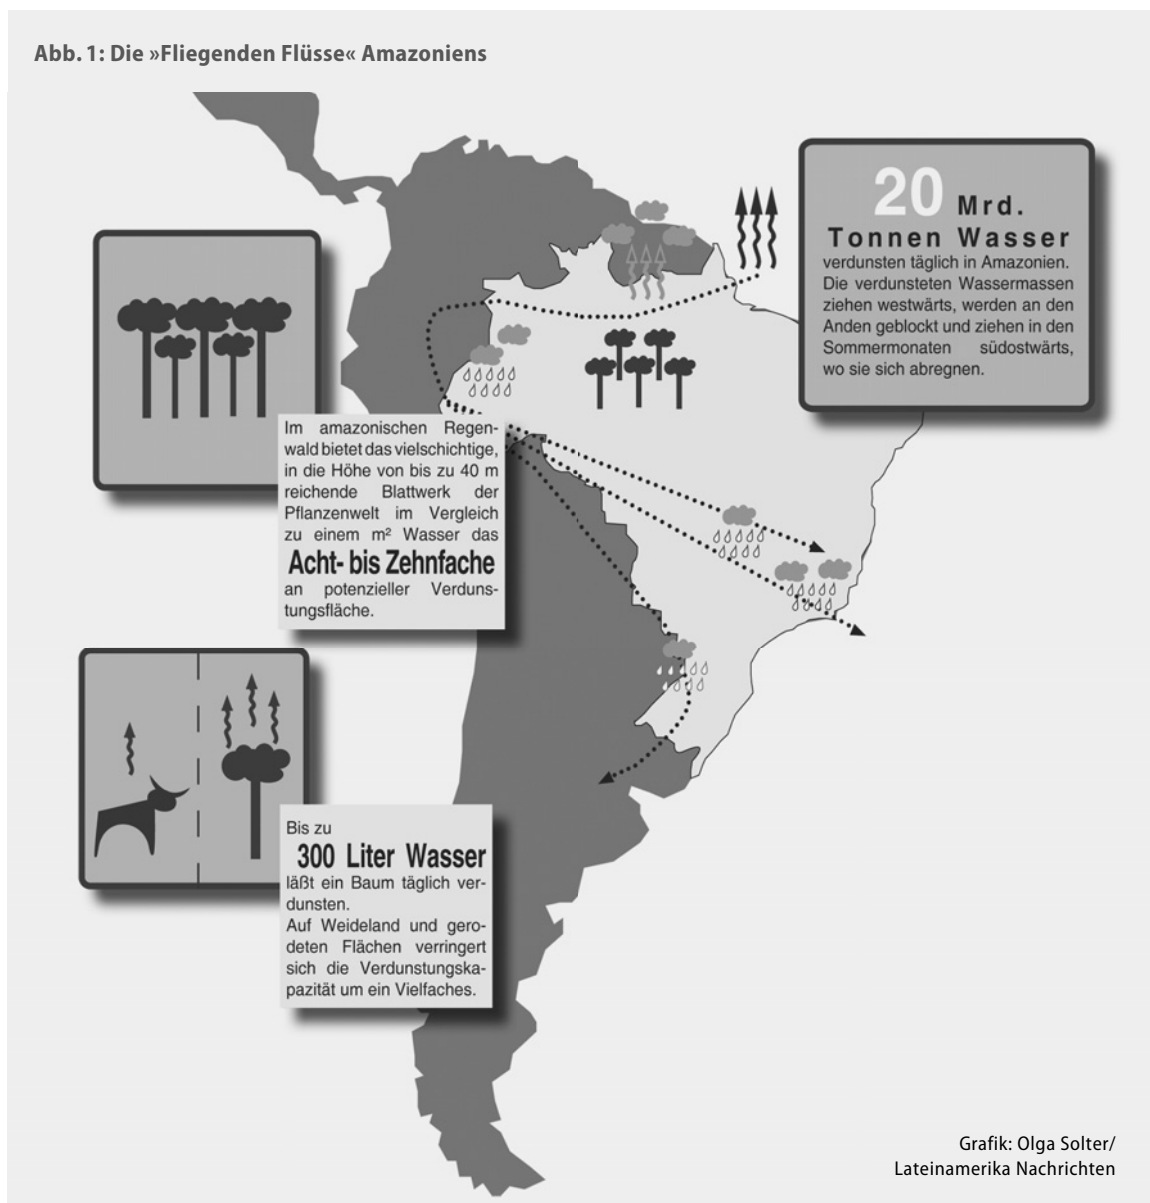 Abb. 1: Die »Fliegenden Flüsse« Amazoniens
20 Mrd.
Tonnen Wasser
verdunsten täglich in Amazonien.
Die verdunsteten Wassermassen
ziehen westwärts, werden an den
Anden geblockt und ziehen in den
Sommermonaten südostwärts,
wo sie sich abregnen.
Im amazonischen Regen-
wald bietet das vielschichtige,
in die Höhe von bis zu 40 m
reichende Blattwerk der
Pflanzenwelt im Vergleich
zu einem m² Wasser das
Acht- bis Zehnfache
an potenzieller Verduns-
tungsfläche.
Bis zu
300 Liter Wasser
läßt ein Baum täglich ver-
dunsten.
Auf Weideland und gero-
deten Flächen verringert
sich die Verdunstungska-
pazität um ein Vielfaches.
Grafik: Olga Solter/
Lateinamerika Nachrichten